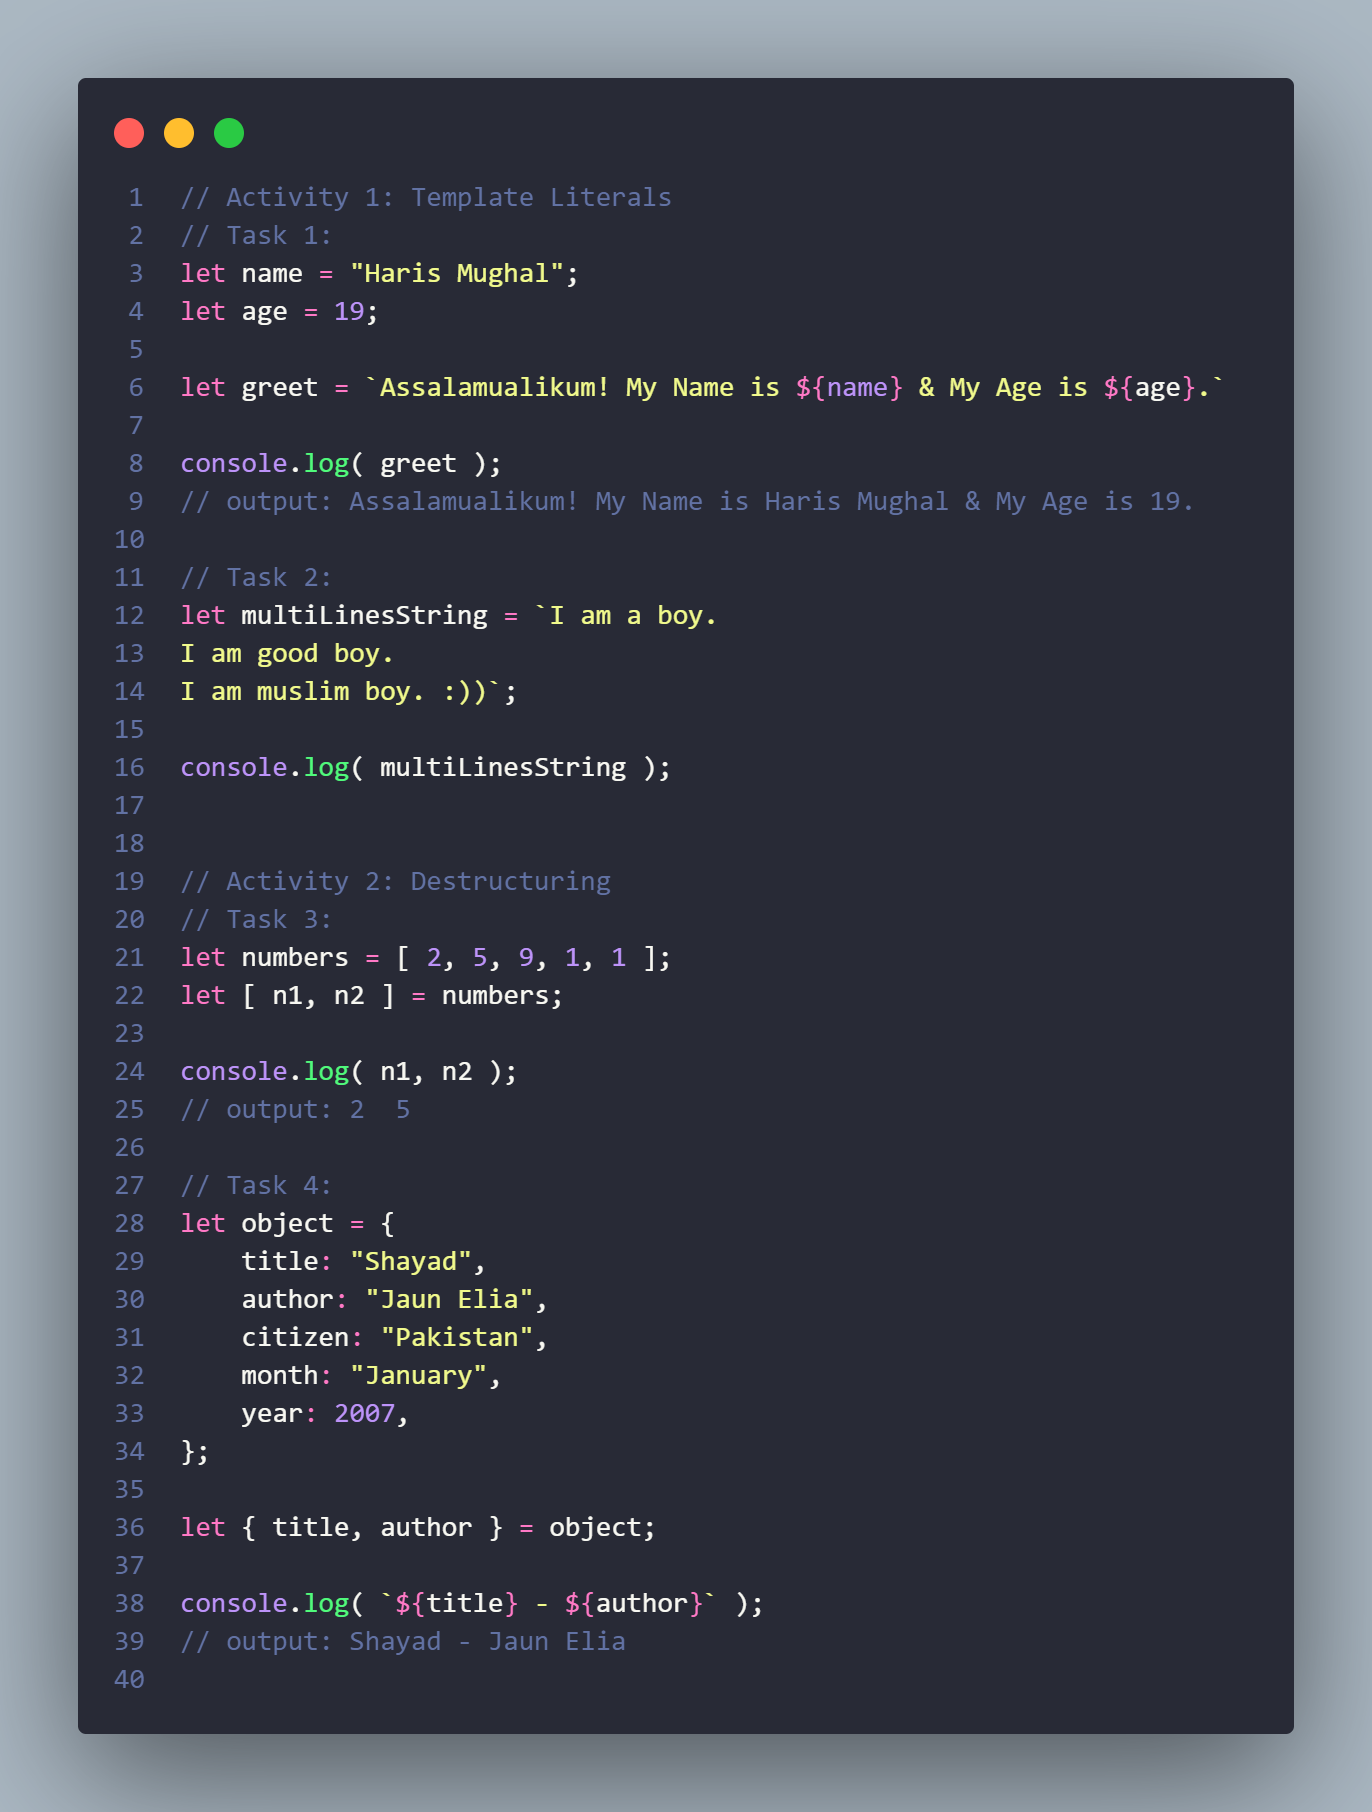 1 // Activity 1: Template Literals
2 // Task 1:
3 let name = "Haris Mughal";
4 let age = 19;
5
6 let greet = `Assalamualikum! My Name is ${name} & My Age is ${age}.`
7
8 console.log( greet );
9 // output: Assalamualikum! My Name is Haris Mughal & My Age is 19.
10
11 // Task 2:
12 let multiLinesString = `I am a boy.
13 I am good boy.
14 I am muslim boy. :))`;
15
16 console.log( multiLinesString );
17
18
19 // Activity 2: Destructuring
20 // Task 3:
21 let numbers = [ 2, 5, 9, 1, 1 ];
22 let [ n1, n2 ] = numbers;
23
24 console.log( n1, n2 );
25 // output: 2  5
26
27 // Task 4:
28 let object = {
29     title: "Shayad",
30     author: "Jaun Elia",
31     citizen: "Pakistan",
32     month: "January",
33     year: 2007,
34 };
35
36 let { title, author } = object;
37
38 console.log( `${title} - ${author}` );
39 // output: Shayad - Jaun Elia
40